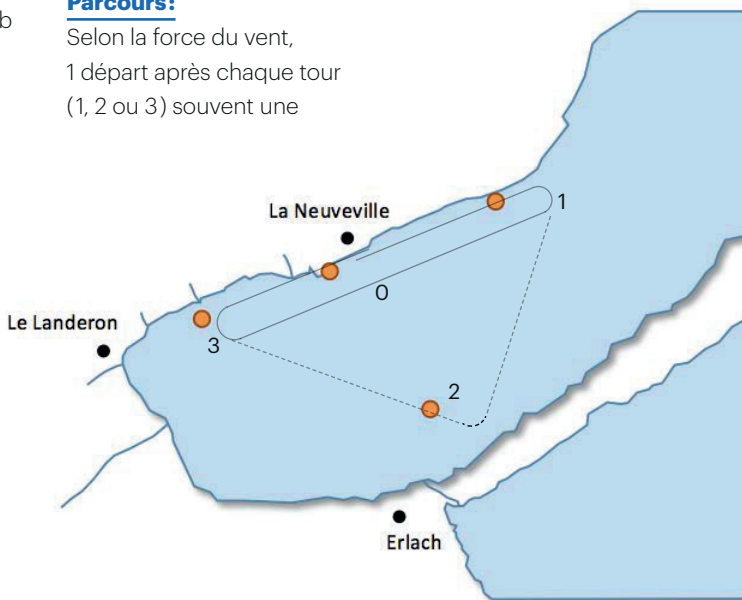 b
Parcours:
Selon la force du vent,
1 départ après chaque tour
(1, 2 ou 3) souvent une
1
La Neuveville
0
Le Landeron
3
2
Erlach